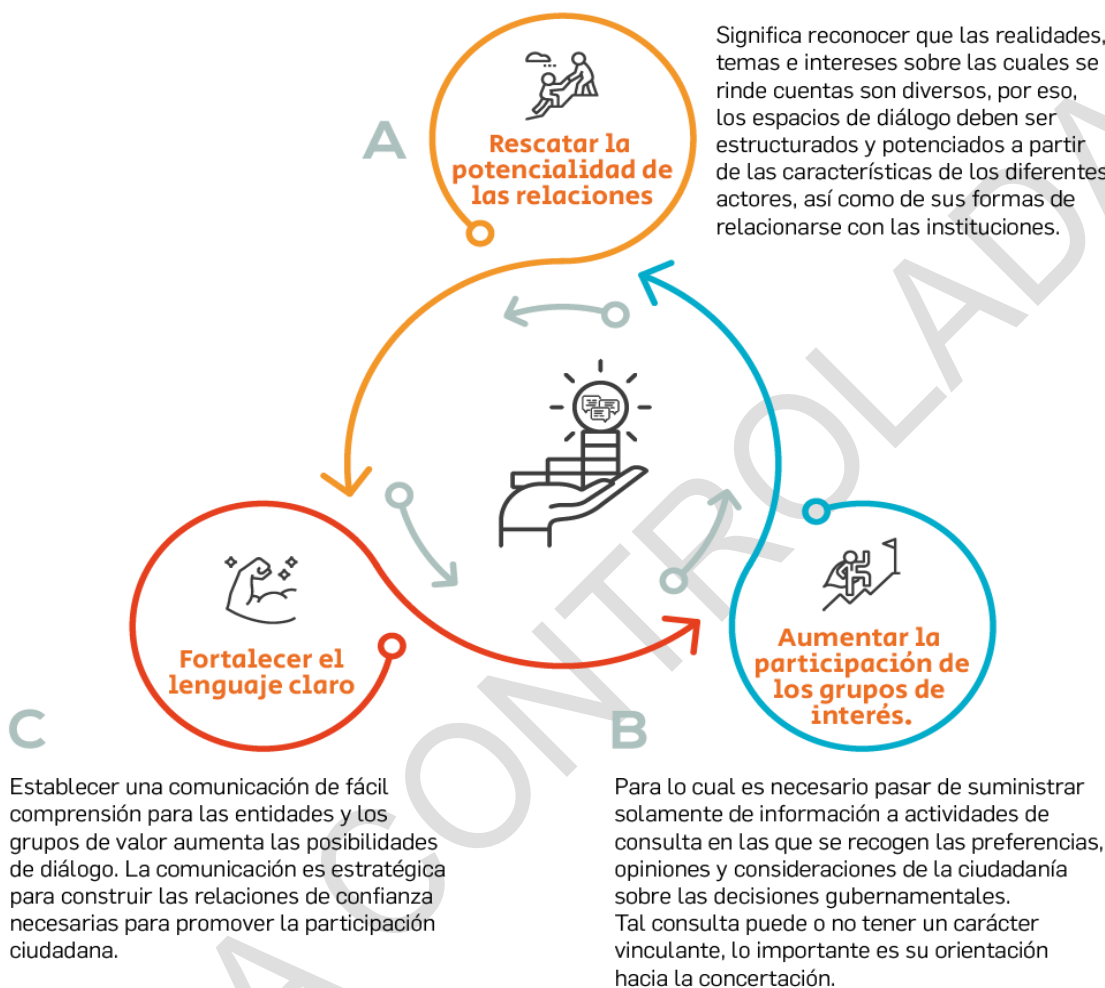 A
Rescatar la
potencialidad de
las relaciones
Significa reconocer que las realidades,
temas e intereses sobre las cuales se
rinde cuentas son diversos, por eso,
los espacios de diálogo deben ser
estructurados y potenciados a partir
de las características de los diferentes
actores, así como de sus formas de
relacionarse con las instituciones.
Aumentar la
participación de
los grupos de
interés.
B
Para lo cual es necesario pasar de suministrar
solamente de información a actividades de
consulta en las que se recogen las preferencias,
opiniones y consideraciones de la ciudadanía
sobre las decisiones gubernamentales.
Tal consulta puede o no tener un carácter
vinculante, lo importante es su orientación
hacia la concertación.
Fortalecer el
lenguaje claro
C
Establecer una comunicación de fácil
comprensión para las entidades y los
grupos de valor aumenta las posibilidades
de diálogo. La comunicación es estratégica
para construir las relaciones de confianza
necesarias para promover la participación
ciudadana.
A CONTROLADA